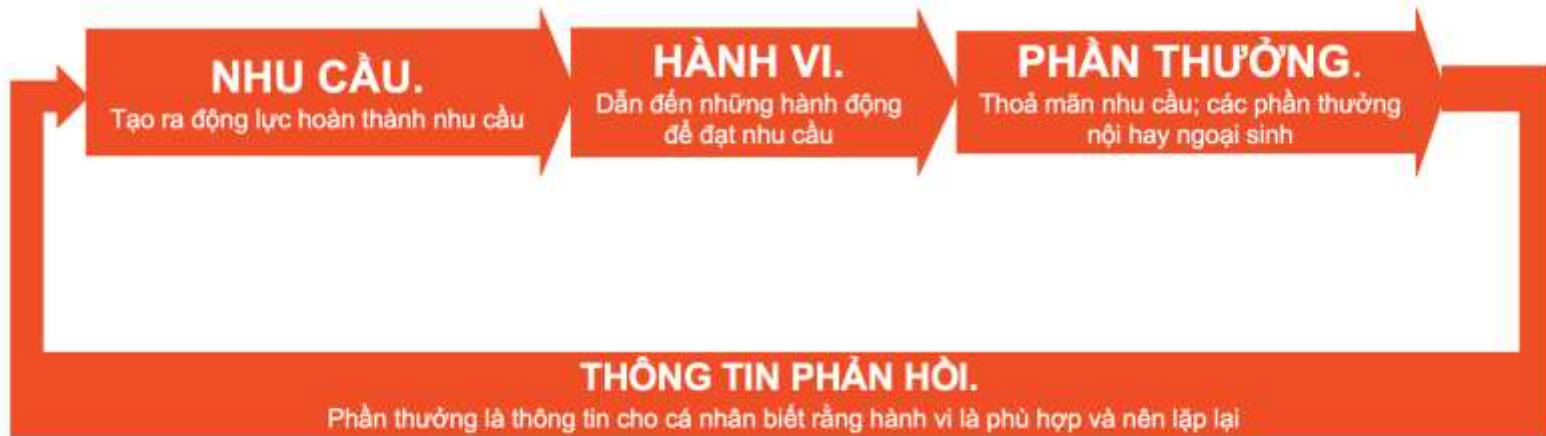 NHU CẦU.
Tạo ra động lực hoàn thành nhu cầu
HÀNH VI.
Dẫn đến những hành động
để đạt nhu cầu
PHẦN THƯỞNG.
Thoả mãn nhu cầu; các phần thưởng
nội hay ngoại sinh
THÔNG TIN PHẢN HỒI.
Phần thưởng là thông tin cho cá nhân biết rằng hành vi là phù hợp và nên lặp lại